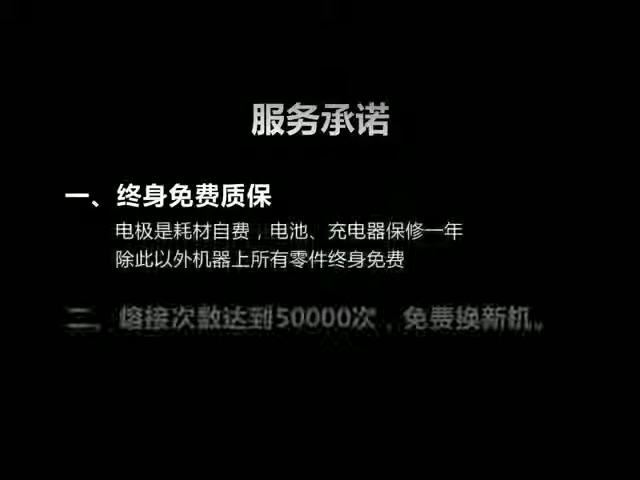 服务承诺
一、终身免费质保
电极是耗材自费，电池、充电器保修一年
除此以外机器上所有零件终身免费
二、熔接次数达到50000次，免费换新机。